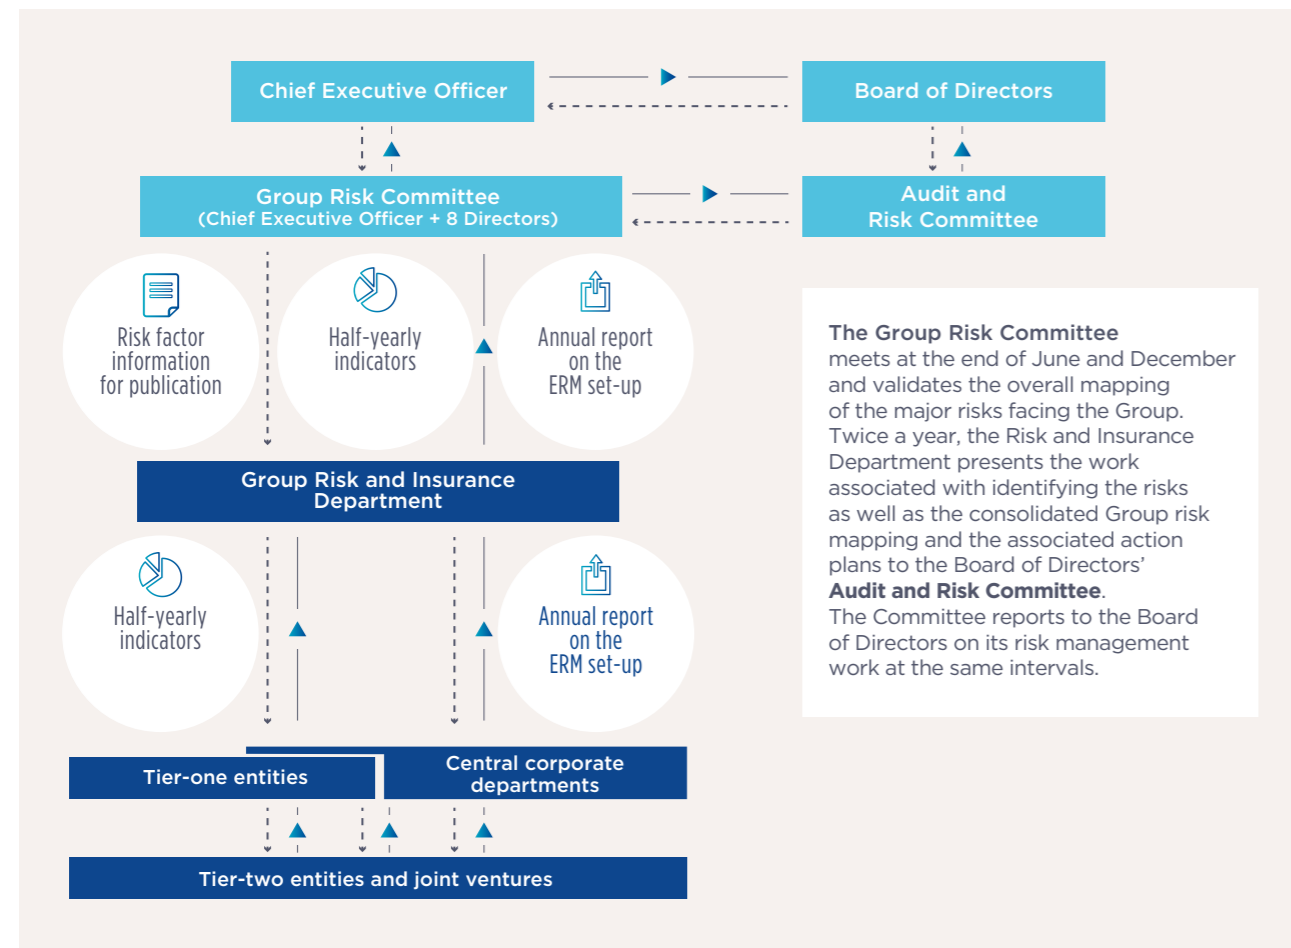 Chief Executive Officer
Board of Directors
Group Risk Committee
(Chief Executive Officer + 8 Directors)
Audit and
Risk Committee
Risk factor
information
for publication
Half-yearly
indicators
Annual report
on the
ERM set-up
The Group Risk Committee
meets at the end of June and December
and validates the overall mapping
of the major risks facing the Group.
Twice a year, the Risk and Insurance
Department presents the work
associated with identifying the risks
as well as the consolidated Group risk
mapping and the associated action
plans to the Board of Directors’
Audit and Risk Committee.
The Committee reports to the Board
of Directors on its risk management
work at the same intervals.
Group Risk and Insurance
Department
Half-yearly
indicators
Annual report
on the
ERM set-up
Tier-one entities
Central corporate
departments
Tier-two entities and joint ventures